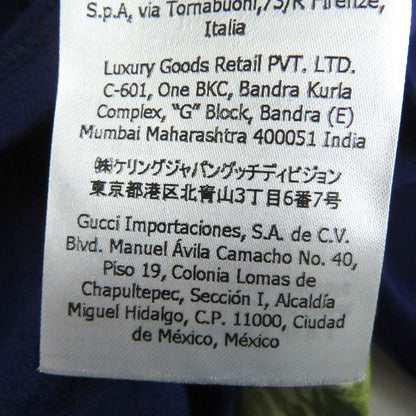 S.p.A, via Tornabuoni,73/R Firenze,
Italia
Luxury Goods Retail PVT. LTD.
C-601, One BKC, Bandra Kurla
Complex, “G” Block, Bandra (E)
Mumbai Maharashtra 400051 India
㈱ケリングジャパングッチディビジョン
東京都港区北青山3丁目6番7号
Gucci Importaciones, S.A. de C.V.
Blvd. Manuel Ávila Camacho No. 40,
Piso 19, Colonia Lomas de
Chapultepec, Sección I, Alcaldía
Miguel Hidalgo, C.P. 11000, Ciudad
de México, México